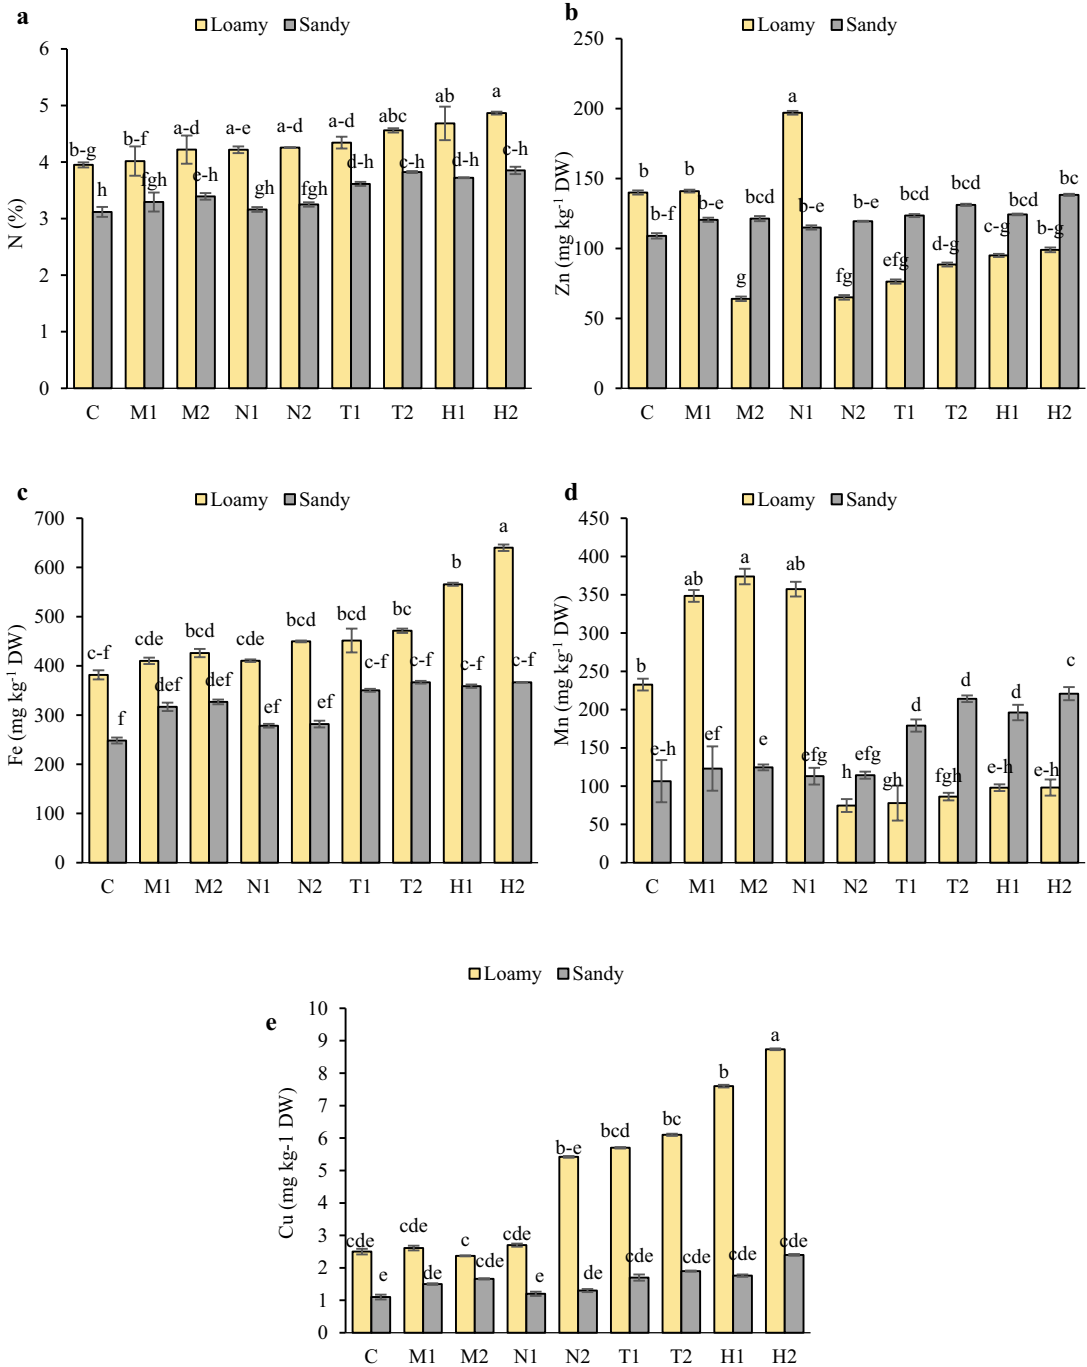 a
Loamy Sandy
N (%)
6
5
4
3
2
1
0
b-g b-f a-d a-e a-d a-d abc ab a
h fgh e-h gh fgh d-h c-h d-h c-h
C M1 M2 N1 N2 T1 T2 H1 H2
b
Loamy Sandy
Zn (mg kg-1 DW)
250
200
150
100
50
0
b b g a fg efg d-g c-g b-g
b-f b-e bcd b-e b-e bcd bcd bcd bc
C M1 M2 N1 N2 T1 T2 H1 H2
c
Loamy Sandy
Fe (mg kg-1 DW)
700
600
500
400
300
200
100
0
c-f cde bcd cde bcd bcd bc b a
f def def ef ef c-f c-f c-f c-f
C M1 M2 N1 N2 T1 T2 H1 H2
d
Loamy Sandy
Mn (mg kg-1 DW)
450
400
350
300
250
200
150
100
50
0
b ab a ab h gh fgh e-h e-h
e-h ef e efg efg d d d c
C M1 M2 N1 N2 T1 T2 H1 H2
Loamy Sandy
e
Cu (mg kg-1 DW)
10
9
8
7
6
5
4
3
2
1
0
cde cde c cde b-e bcd bc b a
e de cde e de cde cde cde cde
C M1 M2 N1 N2 T1 T2 H1 H2